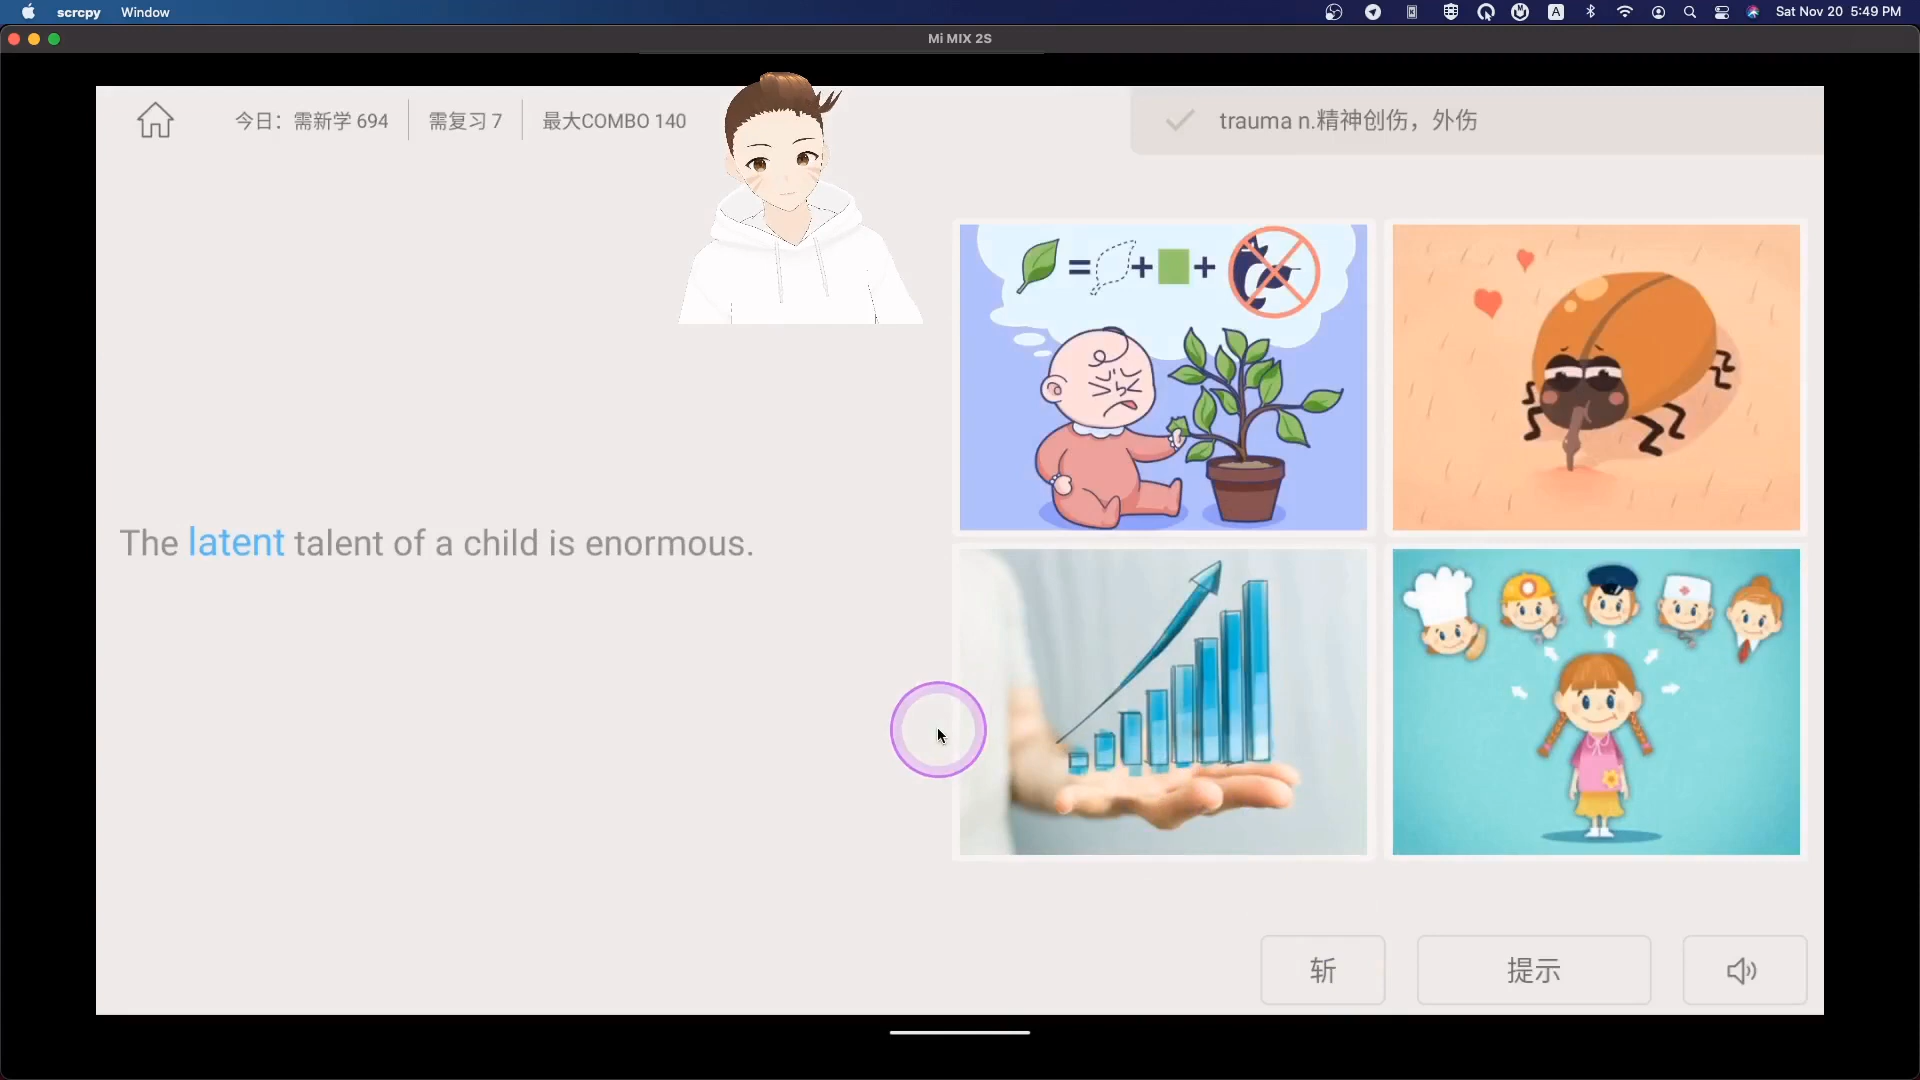 scrcpy Window
A
Sat Nov 20 5:49 PM
Mi MIX 2S
今日：需新学 694 需复习 7 最大COMBO 140
trauma n.精神创伤，外伤
The latent talent of a child is enormous.
斩 提示